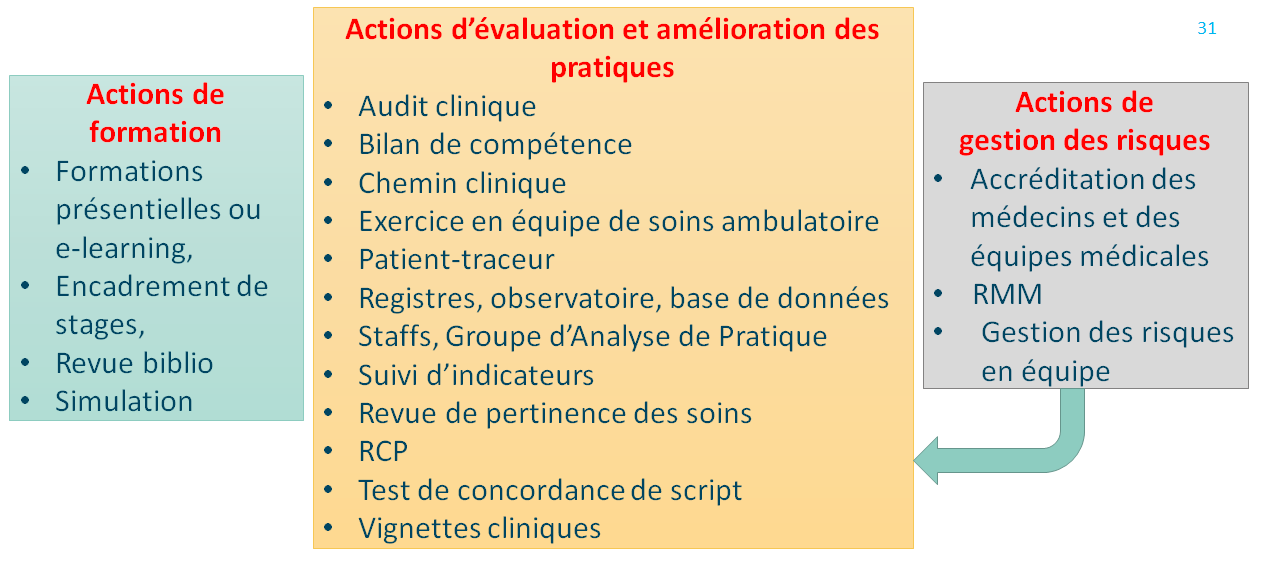 31
Actions de
formation
• Formations
présentielles ou
e-learning,
• Encadrement de
stages,
• Revue biblio
• Simulation
Actions d’évaluation et amélioration des
pratiques
• Audit clinique
• Bilan de compétence
• Chemin clinique
• Exercice en équipe de soins ambulatoire
• Patient-traceur
• Registres, observatoire, base de données
• Staffs, Groupe d’Analyse de Pratique
• Suivi d’indicateurs
• Revue de pertinence des soins
• RCP
• Test de concordance de script
• Vignettes cliniques
Actions de
gestion des risques
• Accréditation des
médecins et des
équipes médicales
• RMM
• Gestion des risques
en équipe